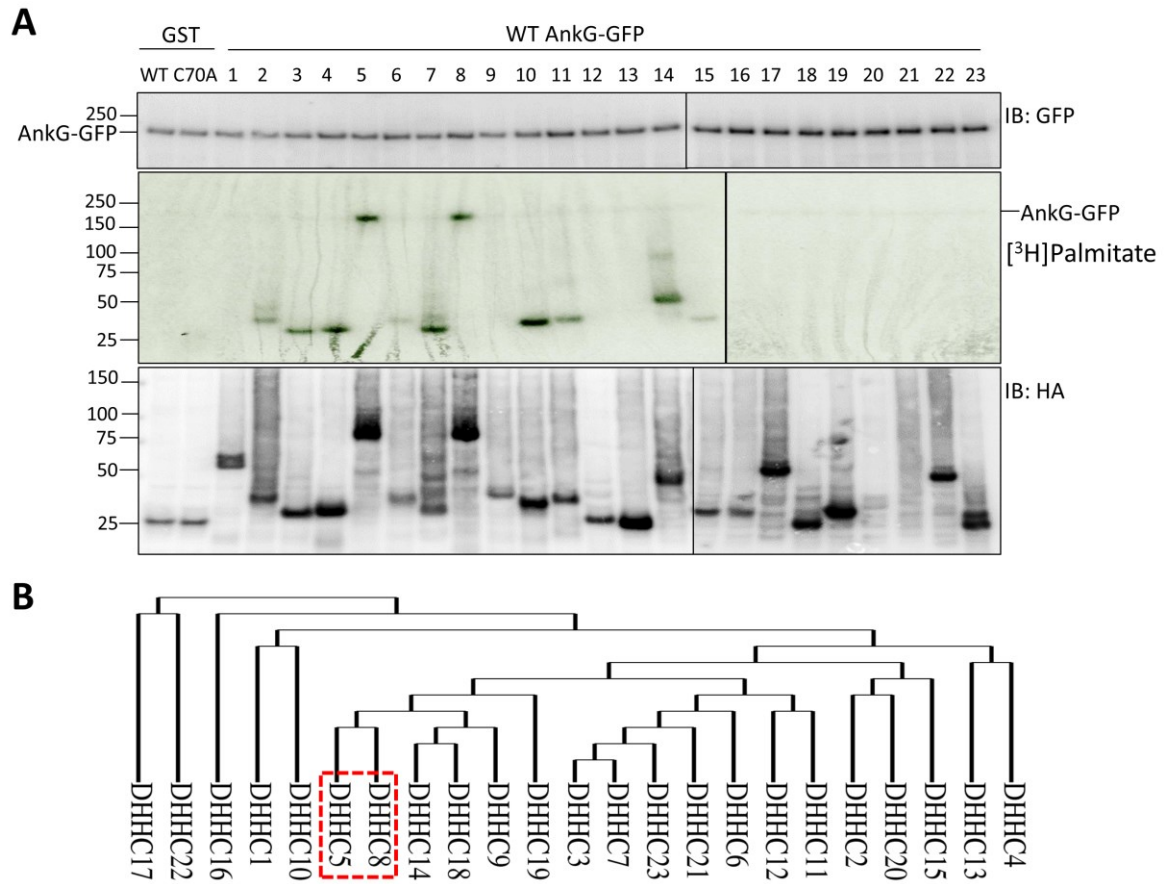 A
GST WT AnkG-GFP
WT C70A 1 2 3 4 5 6 7 8 9 10 11 12 13 14 15 16 17 18 19 20 21 22 23
250
AnkG-GFP
IB: GFP
250
150
100
75
50
25
AnkG-GFP
[³H]Palmitate
150
100
75
50
25
IB: HA
B
DHHC17
DHHC22
DHHC16
DHHC1
DHHC10
DHHC5
DHHC8
DHHC14
DHHC18
DHHC9
DHHC19
DHHC3
DHHC7
DHHC23
DHHC21
DHHC6
DHHC12
DHHC11
DHHC2
DHHC20
DHHC15
DHHC13
DHHC4